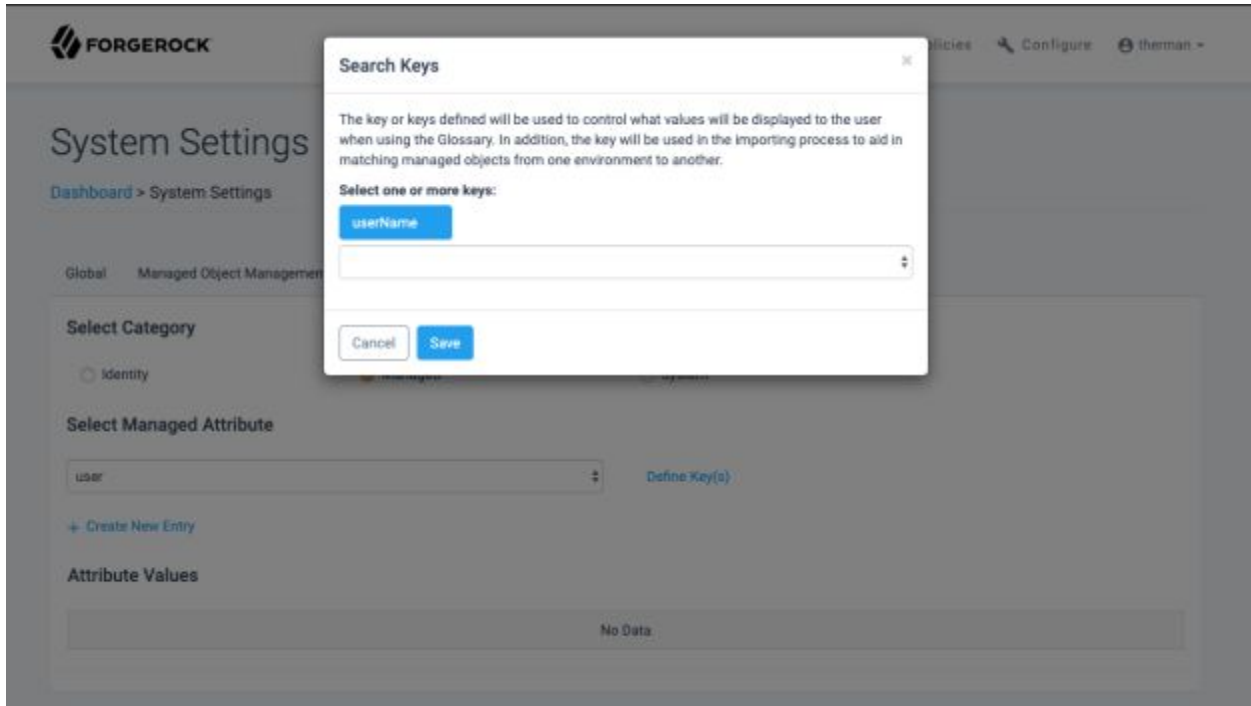 FORGEROCK
Configure
therman
System Settings
Dashboard > System Settings
Global
Search Keys
×
The key or keys defined will be used to control what values will be displayed to the user
when using the Glossary. In addition, the key will be used in the importing process to aid in
matching managed objects from one environment to another.
Select one or more keys:
userName
Cancel
Save
Managed Object
Select Category
Identity
Select Managed Attribute
user
Define Key(s)
+ Create New Entry
Attribute Values
No Data